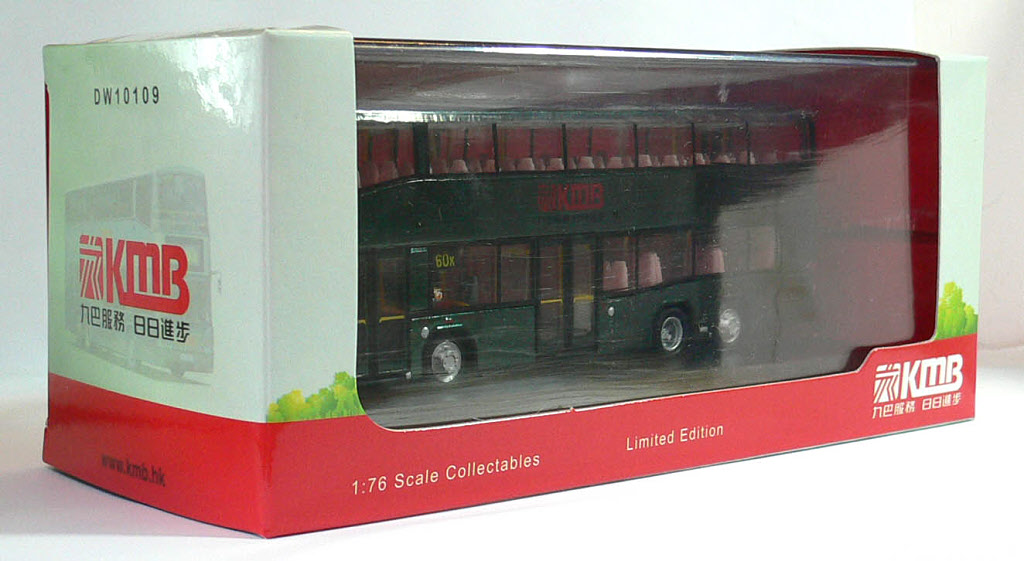 DW10109
KMB
九巴服務 日日進步
www.kmb.hk
KMB
60X
1:76 Scale Collectables
Limited Edition
KMB
九巴服務 日日進步